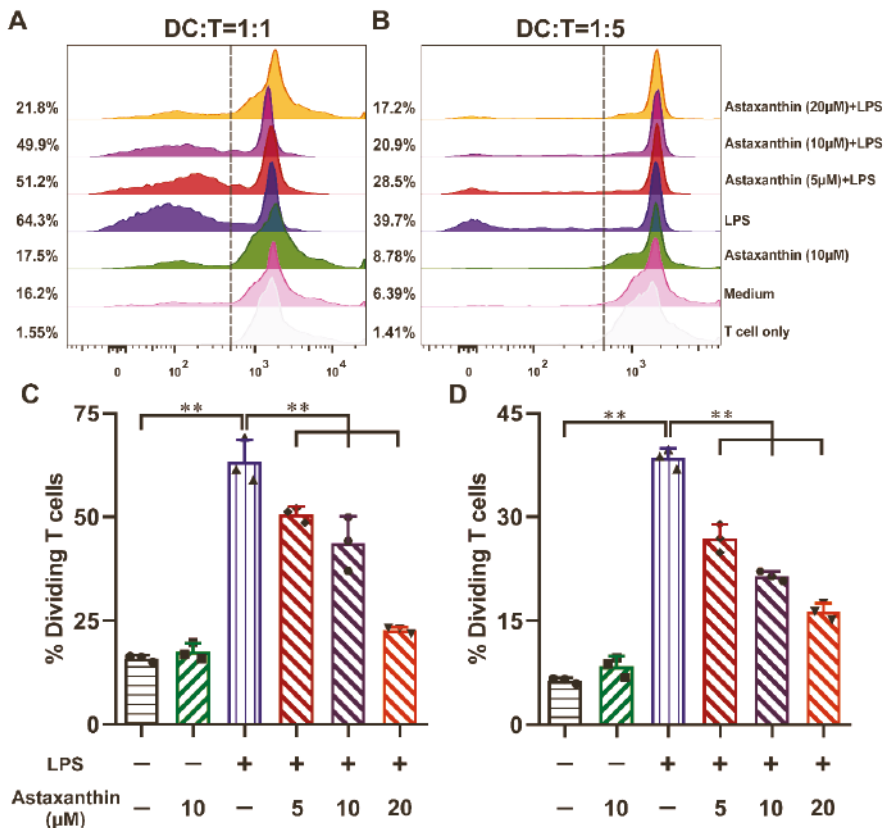 A
DC:T=1:1
B
DC:T=1:5
21.8%
17.2%
Astaxanthin (20μM)+LPS
49.9%
20.9%
Astaxanthin (10μM)+LPS
51.2%
28.5%
Astaxanthin (5μM)+LPS
64.3%
39.7%
LPS
17.5%
8.78%
Astaxanthin (10μM)
16.2%
6.39%
Medium
1.55%
1.41%
T cell only
0 10² 10³ 10⁴
0 10² 10³
C
% Dividing T cells
75
50
25
0
** **
LPS − − + + + +
Astaxanthin (μM) − 10 − 5 10 20
D
% Dividing T cells
45
30
15
0
** **
− − + + + +
− 10 − 5 10 20